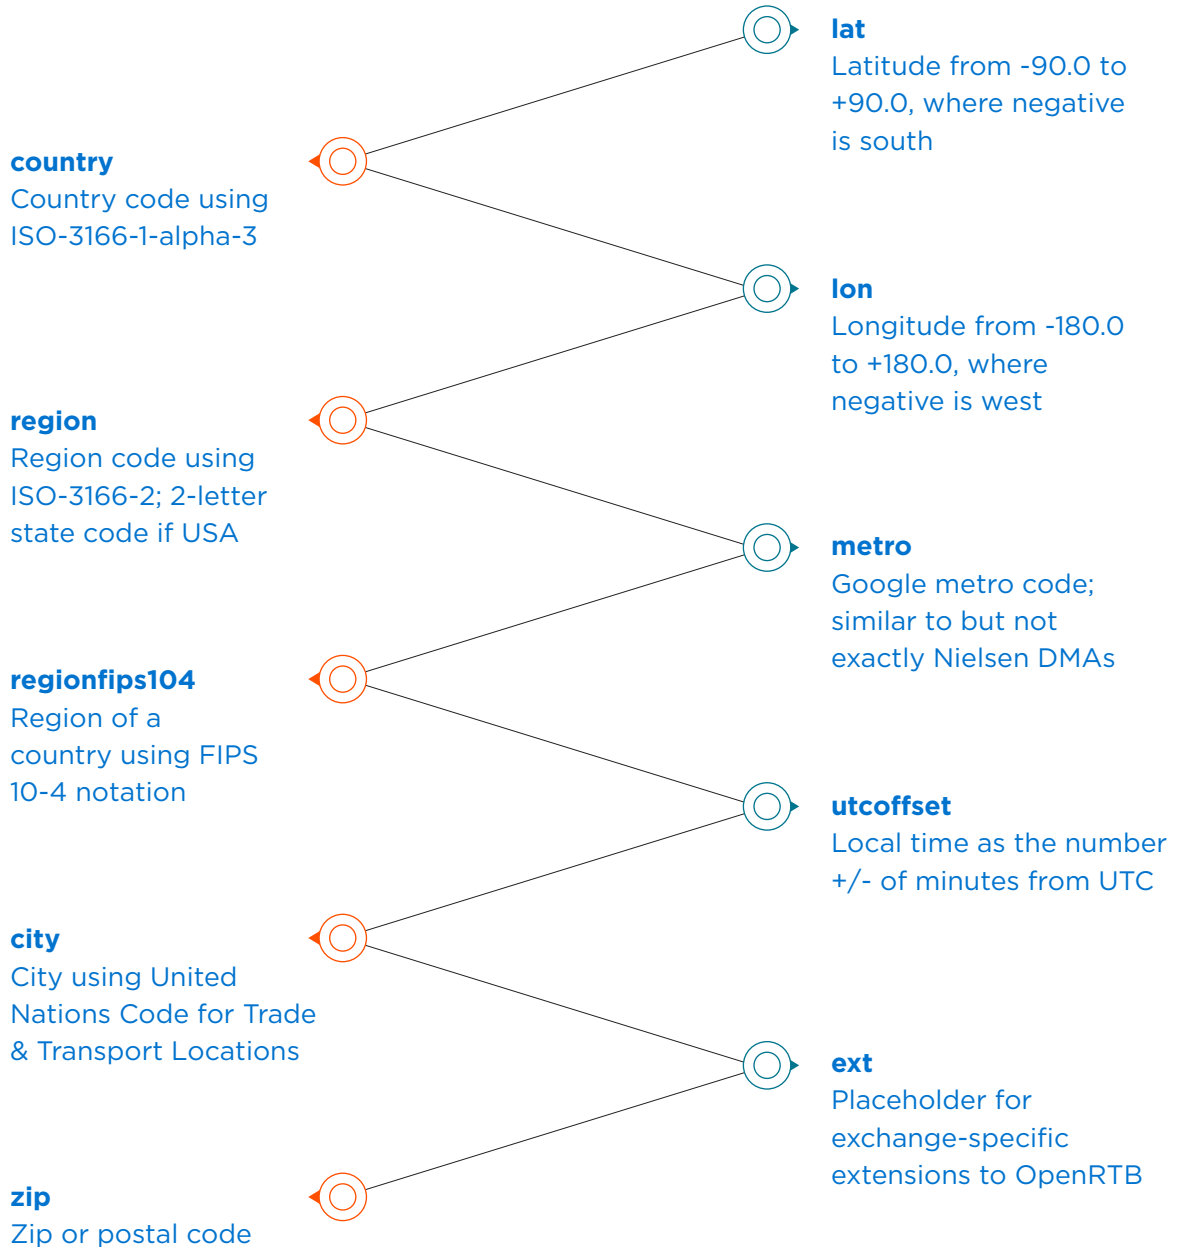 lat
Latitude from -90.0 to
+90.0, where negative
is south
country
Country code using
ISO-3166-1-alpha-3
lon
Longitude from -180.0
to +180.0, where
negative is west
region
Region code using
ISO-3166-2; 2-letter
state code if USA
metro
Google metro code;
similar to but not
exactly Nielsen DMAs
regionfips104
Region of a
country using FIPS
10-4 notation
utcoffset
Local time as the number
+/- of minutes from UTC
city
City using United
Nations Code for Trade
& Transport Locations
ext
Placeholder for
exchange-specific
extensions to OpenRTB
zip
Zip or postal code